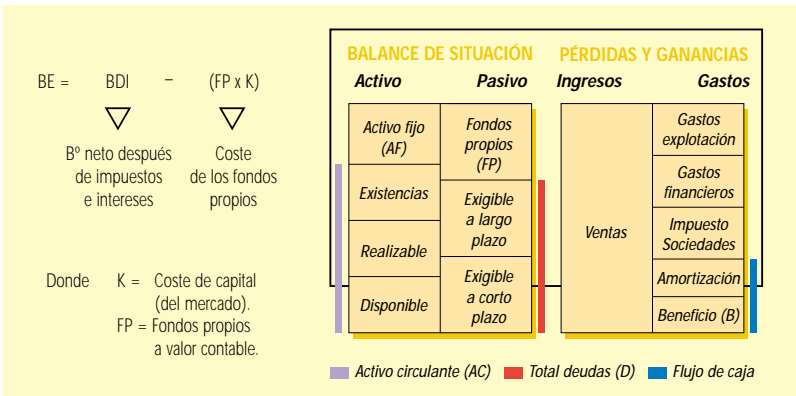 BE = BDI – (FP x K)
Bº neto después
de impuestos
e intereses
Coste
de los fondos
propios
Donde K = Coste de capital
(del mercado).
FP = Fondos propios
a valor contable.
BALANCE DE SITUACIÓN
Activo Pasivo
Activo fijo
(AF)
Existencias
Realizable
Disponible
Fondos
propios
(FP)
Exigible
a largo
plazo
Exigible
a corto
plazo
PÉRDIDAS Y GANANCIAS
Ingresos Gastos
Ventas
Gastos
explotación
Gastos
financieros
Impuesto
Sociedades
Amortización
Beneficio (B)
Activo circulante (AC) Total deudas (D) Flujo de caja